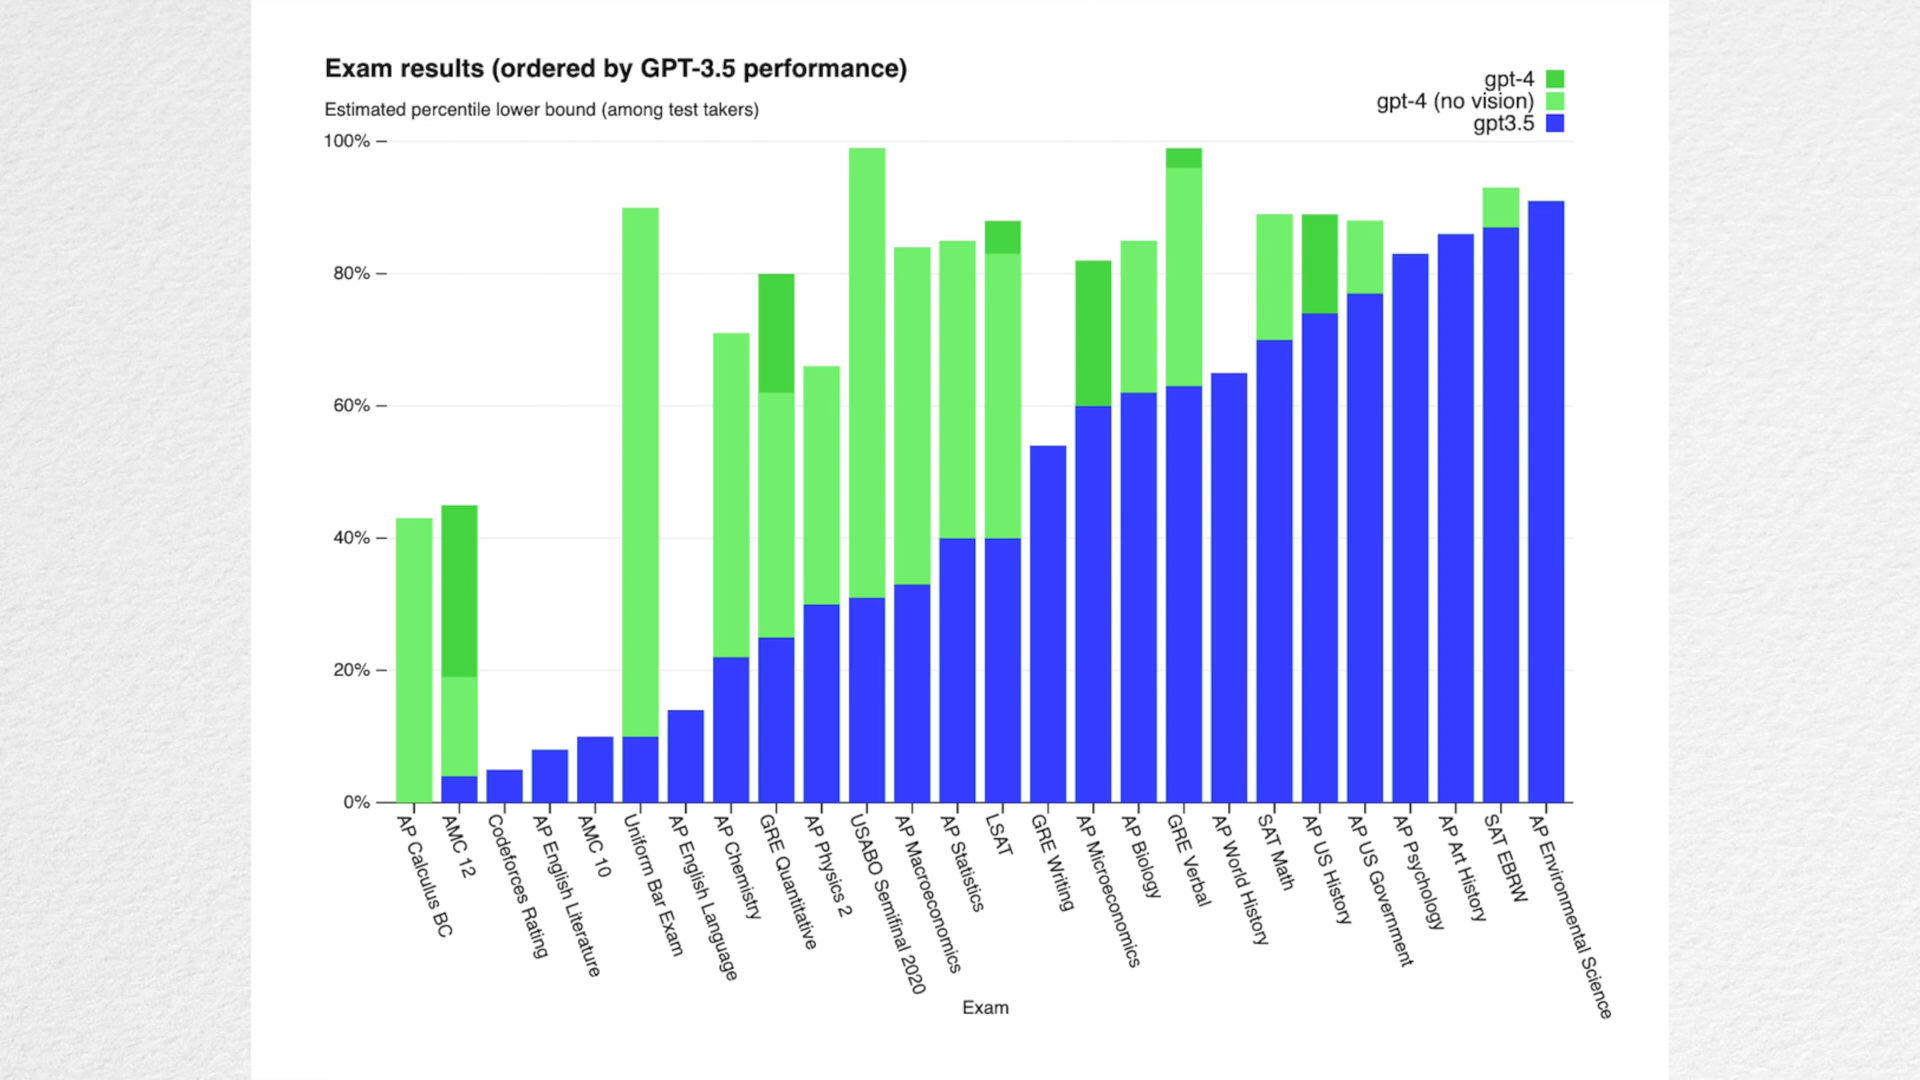 Exam results (ordered by GPT-3.5 performance)
Estimated percentile lower bound (among test takers)
gpt-4
gpt-4 (no vision)
gpt3.5
100%
80%
60%
40%
20%
0%
AP Calculus BC
AMC 12
Codeforces Rating
AP English Literature
AMC 10
Uniform Bar Exam
AP English Language
AP Chemistry
GRE Quantitative
AP Physics 2
USABO Semifinal 2020
AP Macroeconomics
AP Statistics
LSAT
GRE Writing
AP Microeconomics
AP Biology
GRE Verbal
AP World History
SAT Math
AP US History
AP US Government
AP Psychology
AP Art History
SAT EBRW
AP Environmental Science
Exam